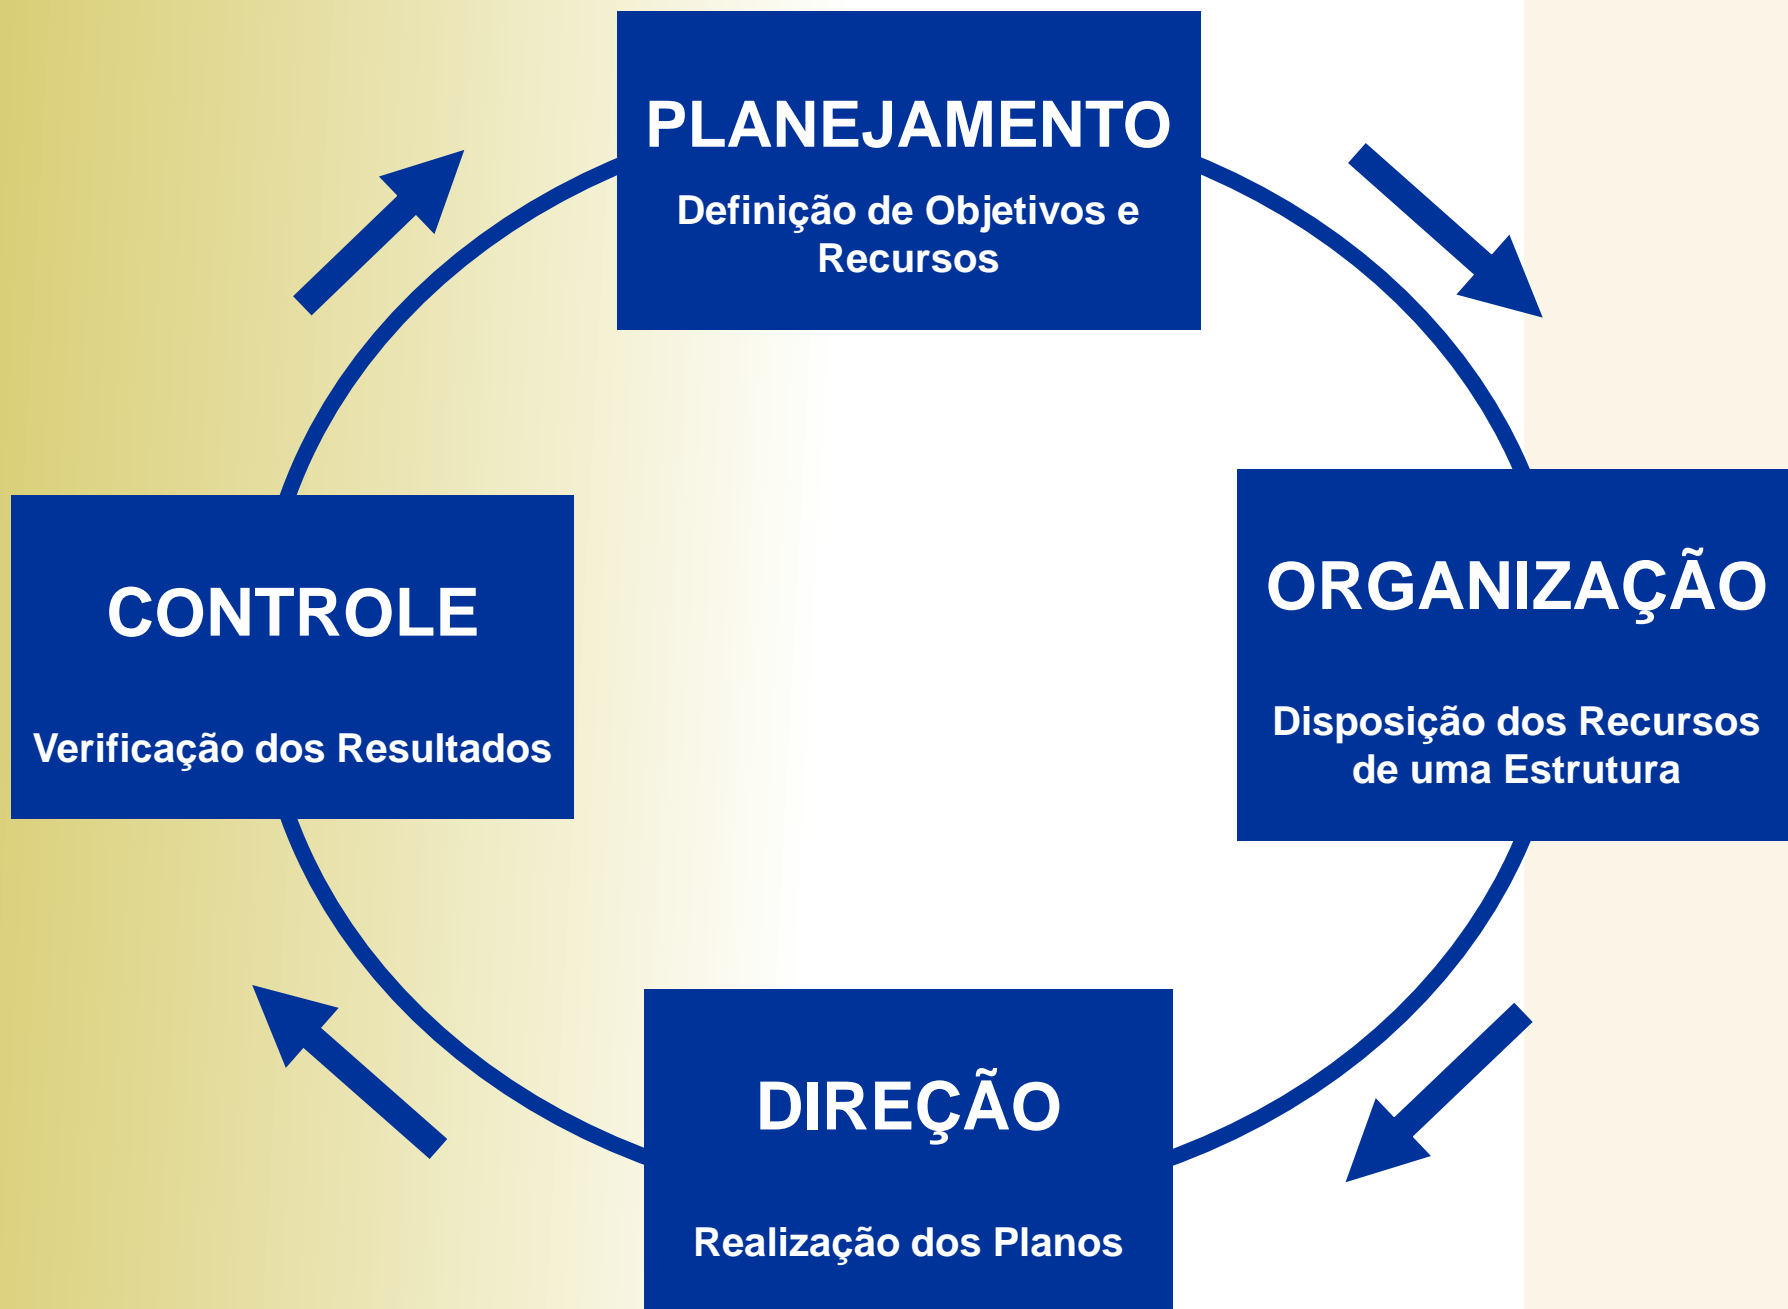 PLANEJAMENTO
Definição de Objetivos e
Recursos
ORGANIZAÇÃO
Disposição dos Recursos
de uma Estrutura
DIREÇÃO
Realização dos Planos
CONTROLE
Verificação dos Resultados